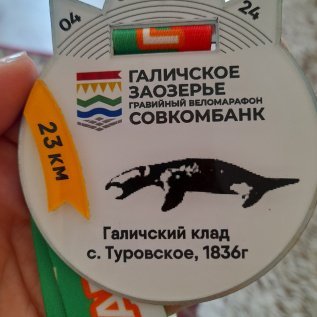 04
24
ГАЛИЧСКОЕ
ЗАОЗЕРЬЕ
ГРАВИЙНЫЙ ВЕЛОМАРАФОН
СОВКОМБАНК
23 КМ
Галичский клад
с. Туровское, 1836г